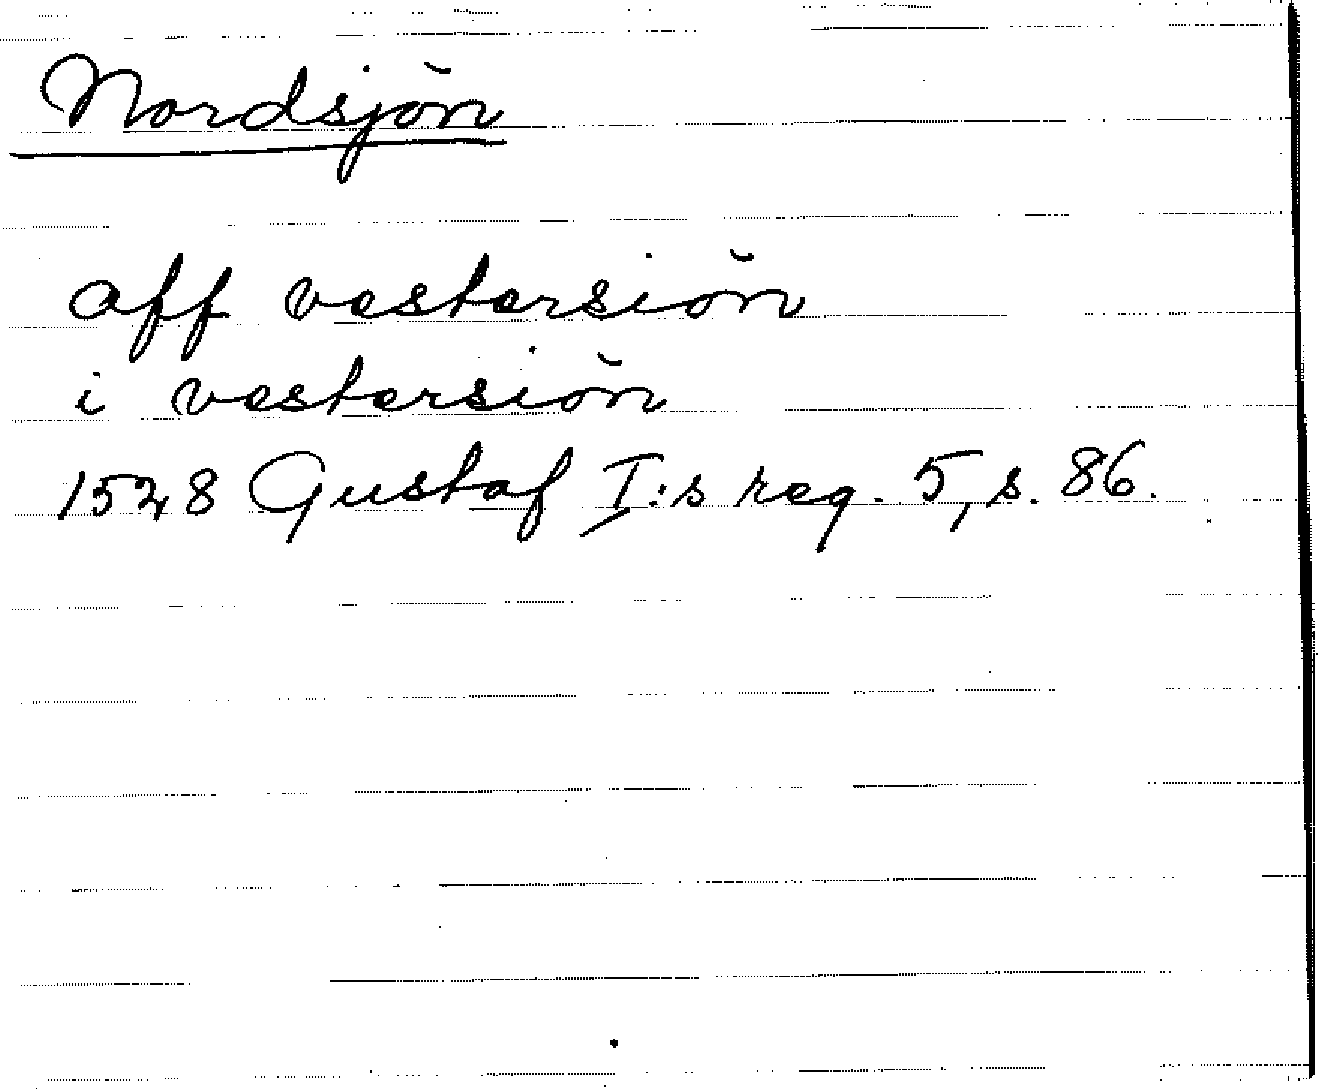 Nordsjön
aff vestersiön
i vestersiön
1528 Gustaf I:s reg. 5, s. 86.